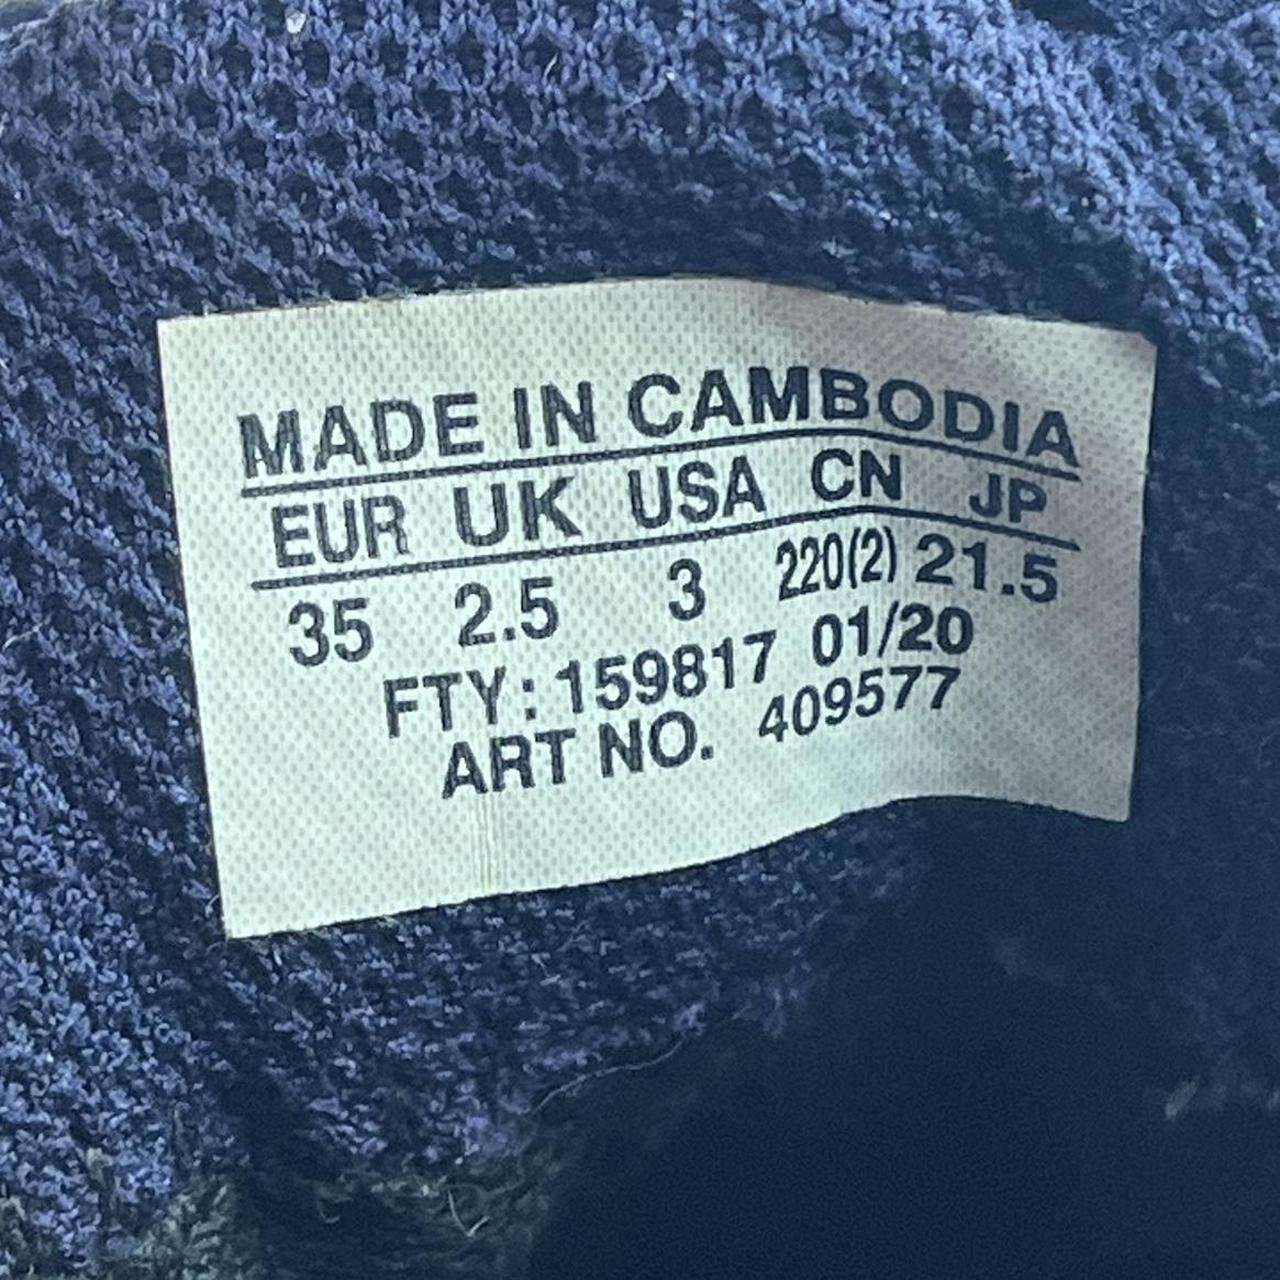 MADE IN CAMBODIA
EUR UK USA CN JP
35 2.5 3 220(2) 21.5
FTY: 159817 01/20
ART NO. 409577